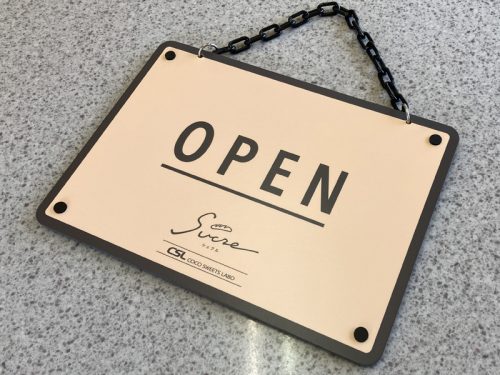 OPEN
Sucre
シュクル
CSL COCO SWEETS LABO